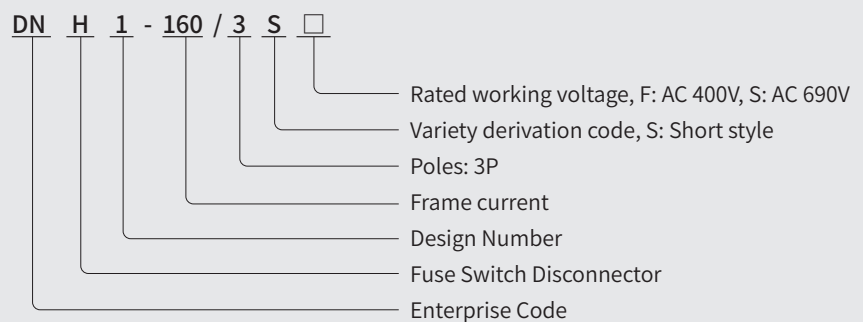 DN H 1 - 160 / 3 S □
Rated working voltage, F: AC 400V, S: AC 690V
Variety derivation code, S: Short style
Poles: 3P
Frame current
Design Number
Fuse Switch Disconnector
Enterprise Code